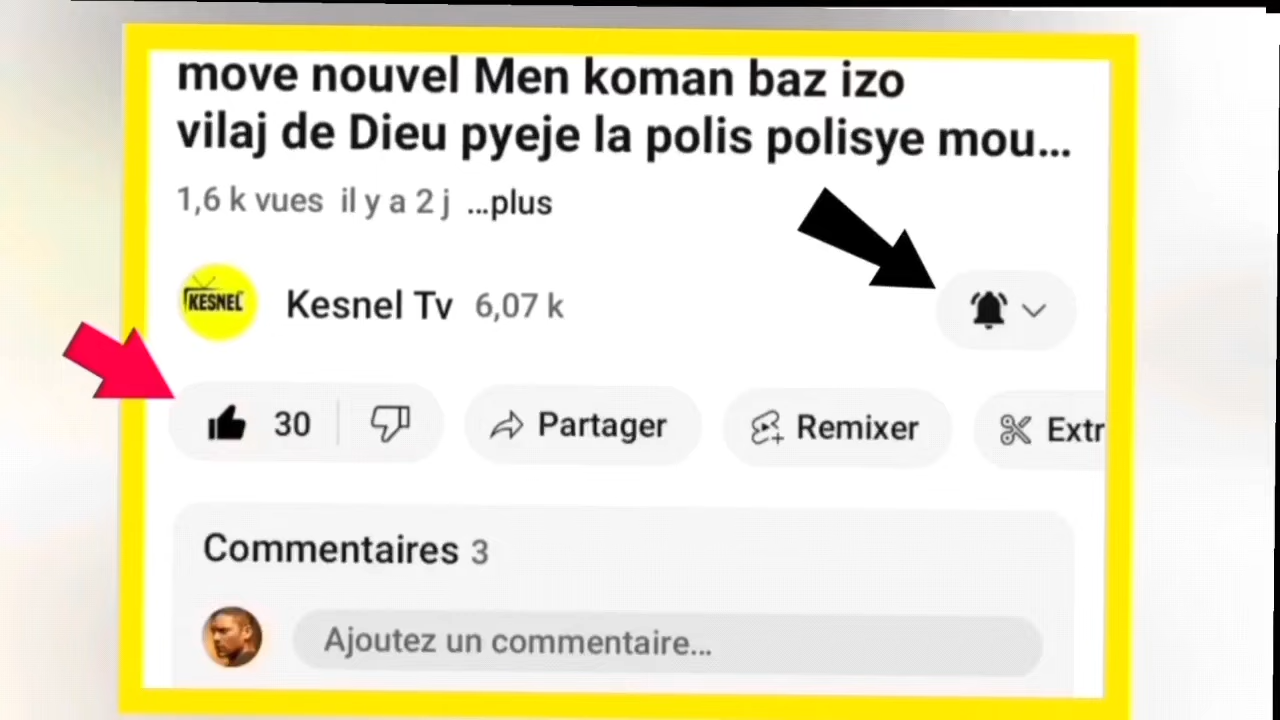 move nouvel Men koman baz izo
vilaj de Dieu pyeje la polis polisye mou...
1,6 k vues il y a 2 j ...plus
KESNEL
Kesnel Tv 6,07 k
30
Partager
Remixer
Extr
Commentaires 3
Ajoutez un commentaire...